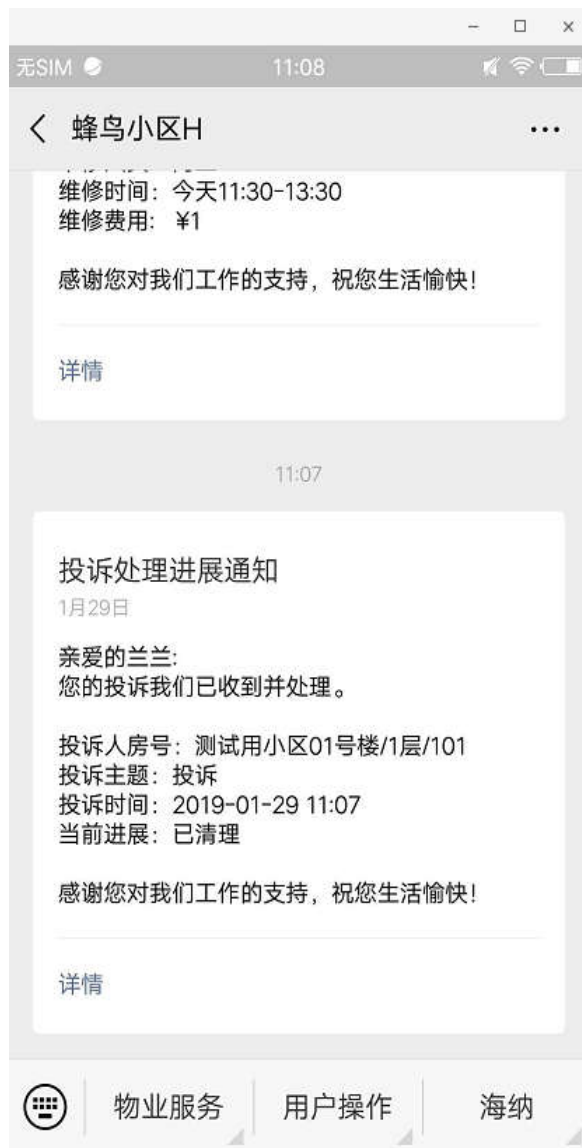 无SIM 11:08
蜂鸟小区H
维修时间：今天11:30-13:30
维修费用： ¥1
感谢您对我们工作的支持，祝您生活愉快！
详情
11:07
投诉处理进展通知
1月29日
亲爱的兰兰:
您的投诉我们已收到并处理。
投诉人房号：测试用小区01号楼/1层/101
投诉主题：投诉
投诉时间：2019-01-29 11:07
当前进展：已清理
感谢您对我们工作的支持，祝您生活愉快！
详情
物业服务 用户操作 海纳